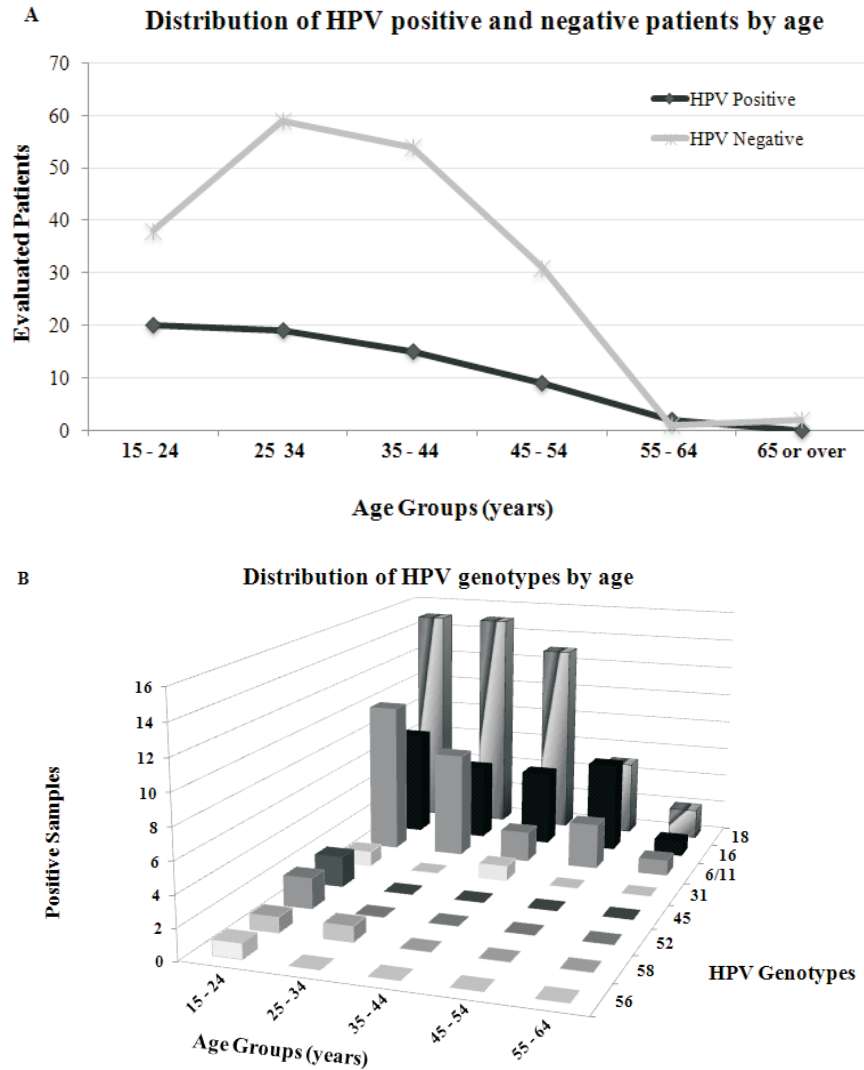 A
Distribution of HPV positive and negative patients by age
70
60
50
40
30
20
10
0
Evaluated Patients
HPV Positive
HPV Negative
15 - 24
25 34
35 - 44
45 - 54
55 - 64
65 or over
Age Groups (years)
B
Distribution of HPV genotypes by age
16
14
12
10
8
6
4
2
0
Positive Samples
18
16
6/11
31
45
52
58
56
HPV Genotypes
15 - 24
25 - 34
35 - 44
45 - 54
55 - 64
Age Groups (years)